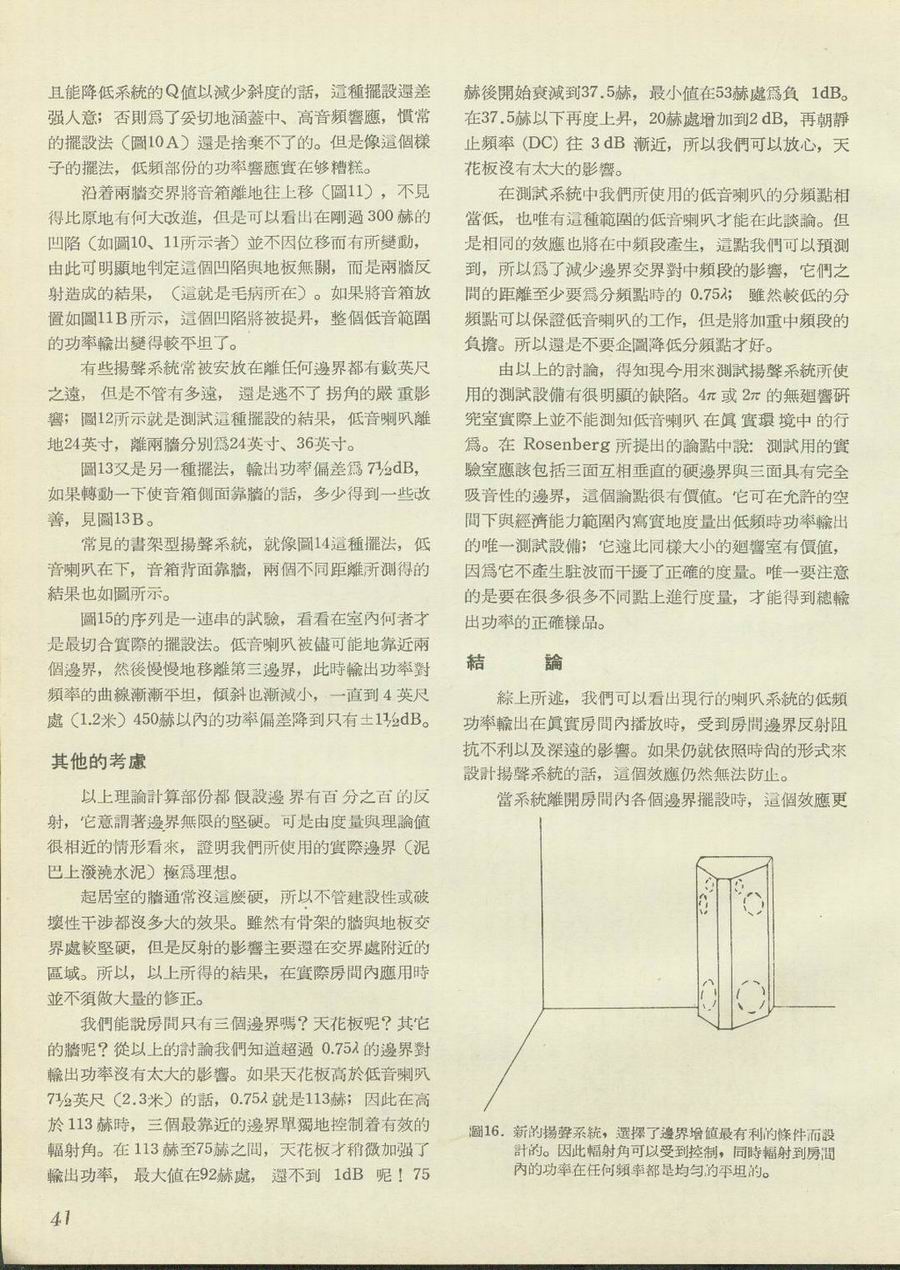 且能降低系統的Q值以減少斜度的話，這種擺設還差
强人意；否則爲了妥切地涵蓋中、高音頻響應，慣常
的擺設法（圖10A）還是捨棄不了的。但是像這個樣
子的擺法，低頻部份的功率響應實在够糟糕。
沿着兩牆交界將音箱離地往上移（圖11），不見
得比原地有何大改進，但是可以看出在剛過300赫的
凹陷（如圖10、11所示者）並不因位移而有所變動，
由此可明顯地判定這個凹陷與地板無關，而是兩牆反
射造成的結果，（這就是毛病所在）。如果將音箱放
置如圖11B所示，這個凹陷將被提昇，整個低音範圍
的功率輸出變得較平坦了。
有些揚聲系統常被安放在離任何邊界都有數英尺
之遠，但是不管有多遠，還是逃不了拐角的嚴重影
響；圖12所示就是測試這種擺設的結果，低音喇叭離
地24英寸，離兩牆分別爲24英寸、36英寸。
圖13又是另一種擺法，輸出功率偏差爲7½dB，
如果轉動一下使音箱側面靠牆的話，多少得到一些改
善，見圖13B。
常見的書架型揚聲系統，就像圖14這種擺法，低
音喇叭在下，音箱背面靠牆，兩個不同距離所測得的
結果也如圖所示。
圖15的序列是一連串的試驗，看看在室內何者才
是最切合實際的擺設法。低音喇叭被儘可能地靠近兩
個邊界，然後慢慢地移離第三邊界，此時輸出功率對
頻率的曲線漸漸平坦，傾斜也漸減小，一直到4英尺
處（1.2米）450赫以內的功率偏差降到只有±1½dB。
其他的考慮
以上理論計算部份都假設邊界有百分之百的反
射，它意謂著邊界無限的堅硬。可是由度量與理論值
很相近的情形看來，證明我們所使用的實際邊界（泥
巴上潑澆水泥）極爲理想。
起居室的牆通常沒這麽硬，所以不管建設性或破
壞性干涉都沒多大的效果。雖然有骨架的牆與地板交
界處較堅硬，但是反射的影響主要還在交界處附近的
區域。所以，以上所得的結果，在實際房間內應用時
並不須做大量的修正。
我們能說房間只有三個邊界嗎？天花板呢？其它
的牆呢？從以上的討論我們知道超過 0.75λ的邊界對
輸出功率沒有太大的影響。如果天花板高於低音喇叭
7½英尺（2.3米）的話，0.75λ就是113赫；因此在高
於113赫時，三個最靠近的邊界單獨地控制着有效的
輻射角。在113赫至75赫之間，天花板才稍微加强了
輸出功率，最大值在92赫處，還不到 1dB 呢！75
赫後開始衰減到37.5赫，最小值在53赫處爲負 1dB。
在37.5赫以下再度上昇，20赫處增加到2 dB，再朝靜
止頻率 (DC) 往 3 dB 漸近，所以我們可以放心，天
花板沒有太大的影響。
在測試系統中我們所使用的低音喇叭的分頻點相
當低，也唯有這種範圍的低音喇叭才能在此談論。但
是相同的效應也將在中頻段產生，這點我們可以預測
到，所以爲了減少邊界交界對中頻段的影響，它們之
間的距離至少要爲分頻點時的 0.75λ；雖然較低的分
頻點可以保證低音喇叭的工作，但是將加重中頻段的
負擔。所以還是不要企圖降低分頻點才好。
由以上的討論，得知現今用來測試揚聲系統所使
用的測試設備有很明顯的缺陷。4π 或 2π 的無廻響研
究室實際上並不能測知低音喇叭在眞實環境中的行
爲。在 Rosenberg 所提出的論點中說：測試用的實
驗室應該包括三面互相垂直的硬邊界與三面具有完全
吸音性的邊界，這個論點很有價值。它可在允許的空
間下與經濟能力範圍內寫實地度量出低頻時功率輸出
的唯一測試設備；它遠比同樣大小的廻響室有價值，
因爲它不產生駐波而干擾了正確的度量。唯一要注意
的是要在很多很多不同點上進行度量，才能得到總輸
出功率的正確樣品。
結　論
綜上所述，我們可以看出現行的喇叭系統的低頻
功率輸出在眞實房間內播放時，受到房間邊界反射阻
抗不利以及深遠的影響。如果仍就依照時尙的形式來
設計揚聲系統的話，這個效應仍然無法防止。
當系統離開房間內各個邊界擺設時，這個效應更
圖16. 新的揚聲系統，選擇了邊界增値最有利的條件而設
計的。因此輻射角可以受到控制，同時輻射到房間
內的功率在任何頻率都是均勻的平坦的。
41